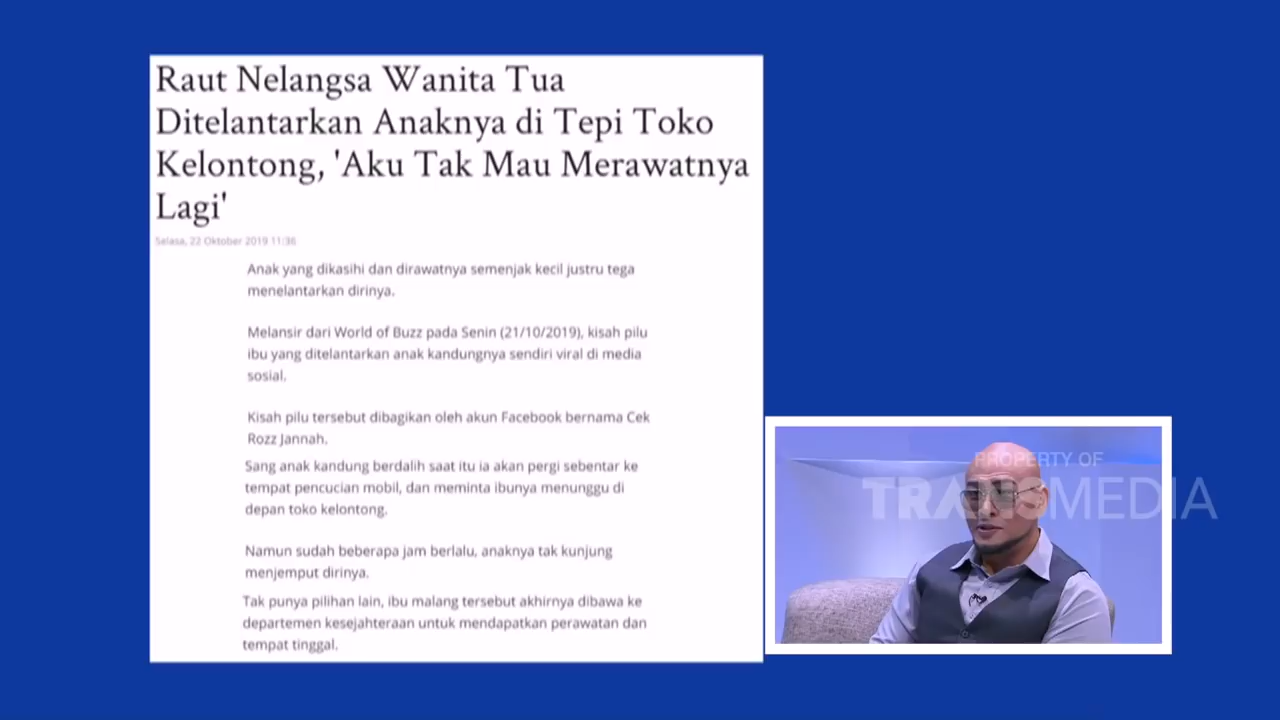 Raut Nelangsa Wanita Tua
Ditelantarkan Anaknya di Tepi Toko
Kelontong, 'Aku Tak Mau Merawatnya
Lagi'
Selasa, 22 Oktober 2019 11:36
Anak yang dikasihi dan dirawatnya semenjak kecil justru tega
menelantarkan dirinya.
Melansir dari World of Buzz pada Senin (21/10/2019), kisah pilu
ibu yang ditelantarkan anak kandungnya sendiri viral di media
sosial.
Kisah pilu tersebut dibagikan oleh akun Facebook bernama Cek
Rozz Jannah.
Sang anak kandung berdalih saat itu ia akan pergi sebentar ke
tempat pencucian mobil, dan meminta ibunya menunggu di
depan toko kelontong.
Namun sudah beberapa jam berlalu, anaknya tak kunjung
menjemput dirinya.
Tak punya pilihan lain, ibu malang tersebut akhirnya dibawa ke
departemen kesejahteraan untuk mendapatkan perawatan dan
tempat tinggal.
PROPERTY OF
TRANSMEDIA